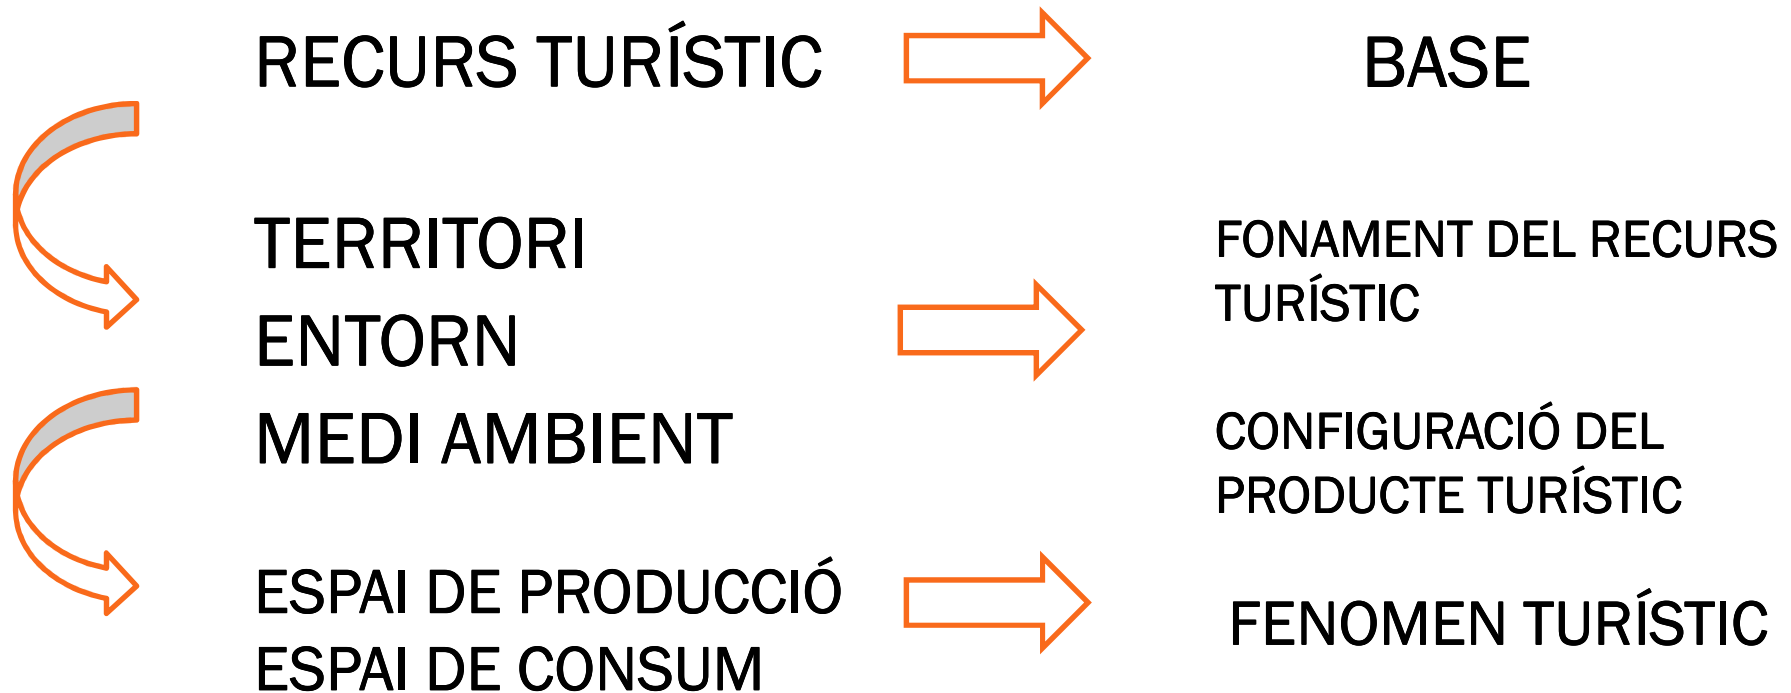 RECURS TURÍSTIC
BASE
TERRITORI
ENTORN
MEDI AMBIENT
FONAMENT DEL RECURS
TURÍSTIC
CONFIGURACIÓ DEL
PRODUCTE TURÍSTIC
ESPAI DE PRODUCCIÓ
ESPAI DE CONSUM
FENOMEN TURÍSTIC